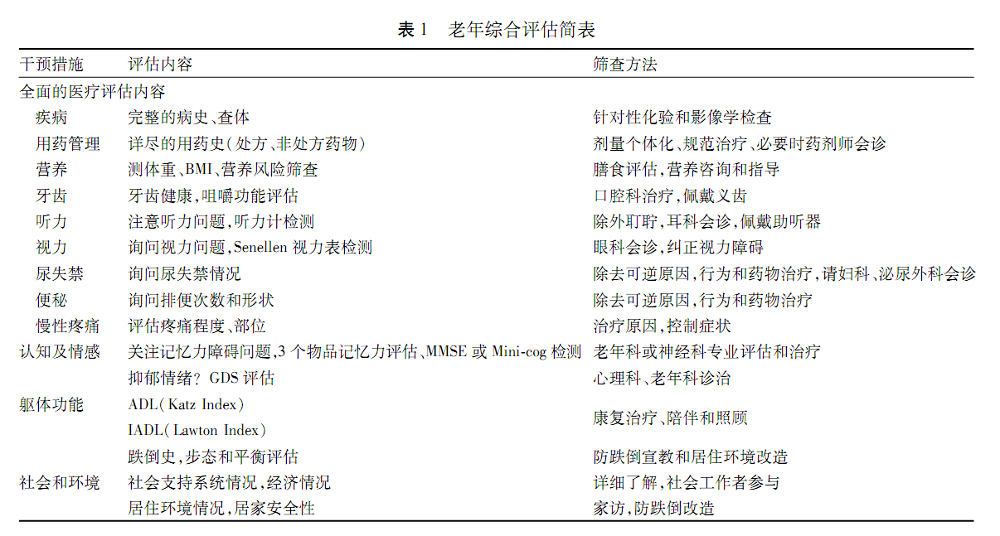 表 1 老年综合评估简表
干预措施 评估内容 筛查方法
全面的医疗评估内容
疾病 完整的病史、查体 针对性化验和影像学检查
用药管理 详尽的用药史(处方、非处方药物) 剂量个体化、规范治疗、必要时药剂师会诊
营养 测体重、BMI、营养风险筛查 膳食评估,营养咨询和指导
牙齿 牙齿健康,咀嚼功能评估 口腔科治疗,佩戴义齿
听力 注意听力问题,听力计检测 除外耵聍,耳科会诊,佩戴助听器
视力 询问视力问题,Senellen 视力表检测 眼科会诊,纠正视力障碍
尿失禁 询问尿失禁情况 除去可逆原因,行为和药物治疗,请妇科、泌尿外科会诊
便秘 询问排便次数和形状 除去可逆原因,行为和药物治疗
慢性疼痛 评估疼痛程度、部位 治疗原因,控制症状
认知及情感 关注记忆力障碍问题,3 个物品记忆力评估、MMSE 或 Mini-cog 检测 老年科或神经科专业评估和治疗
抑郁情绪? GDS 评估 心理科、老年科诊治
躯体功能 ADL(Katz Index)
康复治疗、陪伴和照顾
IADL(Lawton Index)
跌倒史,步态和平衡评估 防跌倒宣教和居住环境改造
社会和环境 社会支持系统情况,经济情况 详细了解,社会工作者参与
居住环境情况,居家安全性 家访,防跌倒改造